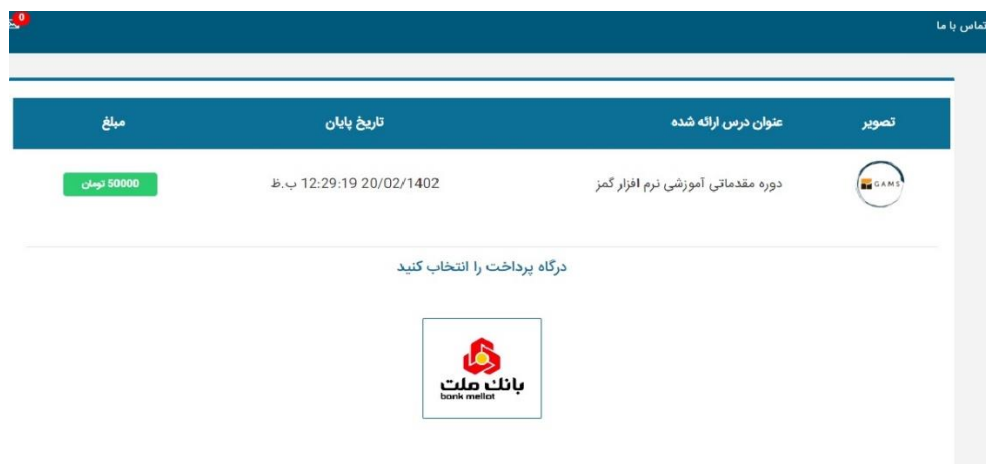 تماس با ما
0
تصویر عنوان درس ارائه شده تاریخ پایان مبلغ
GAMS دوره مقدماتی آموزشی نرم افزار گمز 20/02/1402 12:29:19 ب.ظ 50000 تومان
درگاه پرداخت را انتخاب کنید
بانك ملت
bank mellat